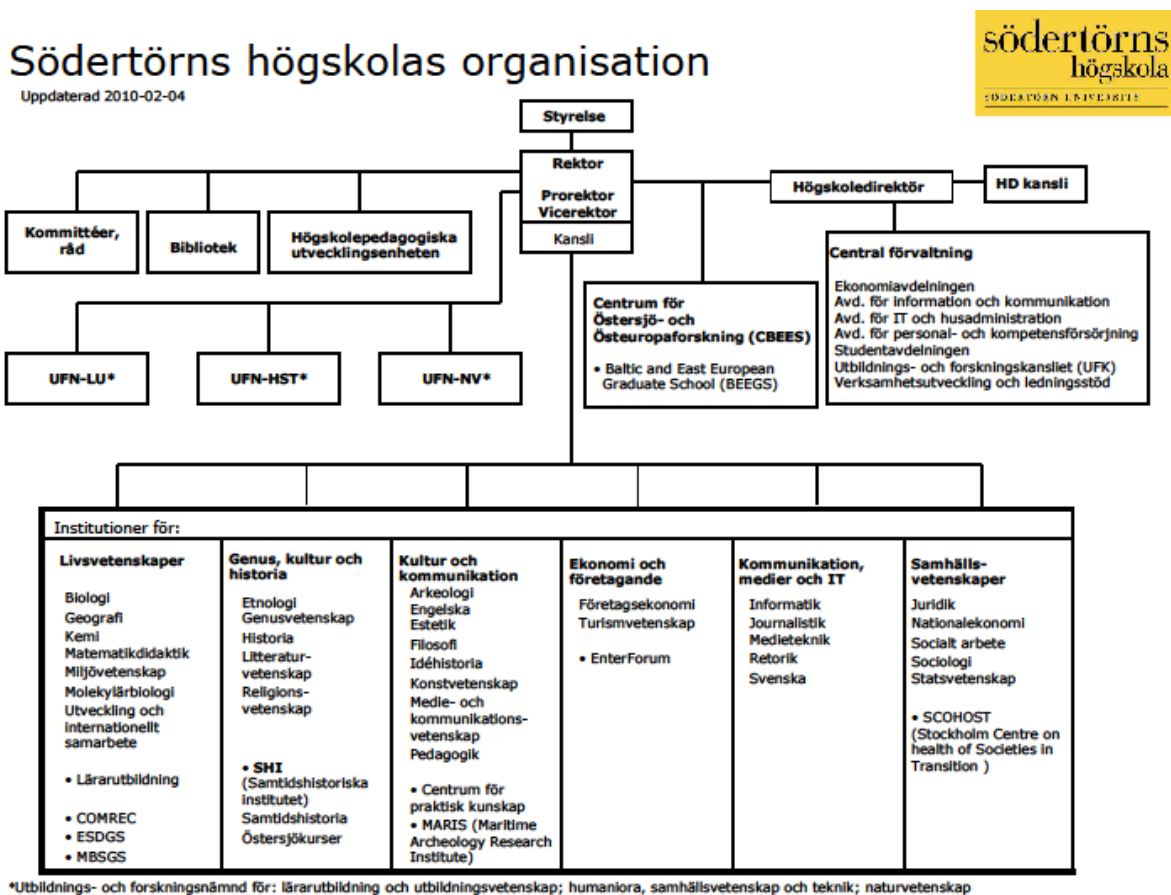 Södertörns högskolas organisation
Uppdaterad 2010-02-04
södertörns
högskola
SÖDERTÖRN UNIVERSITY
Styrelse
Rektor
Prorektor
Vicerektor
Kansli
Högskoledirektör
HD kansli
Kommittéer,
råd
Bibliotek
Högskolepedagogiska
utvecklingsenheten
Central förvaltning
Ekonomiavdelningen
Avd. för information och kommunikation
Avd. för IT och husadministration
Avd. för personal- och kompetensförsörjning
Studentavdelningen
Utbildnings- och forskningskansliet (UFK)
Verksamhetsutveckling och ledningsstöd
Centrum för
Östersjö- och
Östeuropaforskning (CBEES)
• Baltic and East European
Graduate School (BEEGS)
UFN-LU*
UFN-HST*
UFN-NV*
Institutioner för:
Livsvetenskaper
Biologi
Geografi
Kemi
Matematikdidaktik
Miljövetenskap
Molekylärbiologi
Utveckling och
internationellt
samarbete
• Lärarutbildning
• COMREC
• ESDGS
• MBSGS
Genus, kultur och
historia
Etnologi
Genusvetenskap
Historia
Litteratur-
vetenskap
Religions-
vetenskap
• SHI
(Samtidshistoriska
institutet)
Samtidshistoria
Östersjökurser
Kultur och
kommunikation
Arkeologi
Engelska
Estetik
Filosofi
Idéhistoria
Konstvetenskap
Medie- och
kommunikations-
vetenskap
Pedagogik
• Centrum för
praktisk kunskap
• MARIS (Maritime
Archeology Research
Institute)
Ekonomi och
företagande
Företagsekonomi
Turismvetenskap
• EnterForum
Kommunikation,
medier och IT
Informatik
Journalistik
Medieteknik
Retorik
Svenska
Samhälls-
vetenskaper
Juridik
Nationalekonomi
Socialt arbete
Sociologi
Statsvetenskap
• SCOHOST
(Stockholm Centre on
health of Societies in
Transition )
*Utbildnings- och forskningsnämnd för: lärarutbildning och utbildningsvetenskap; humaniora, samhällsvetenskap och teknik; naturvetenskap